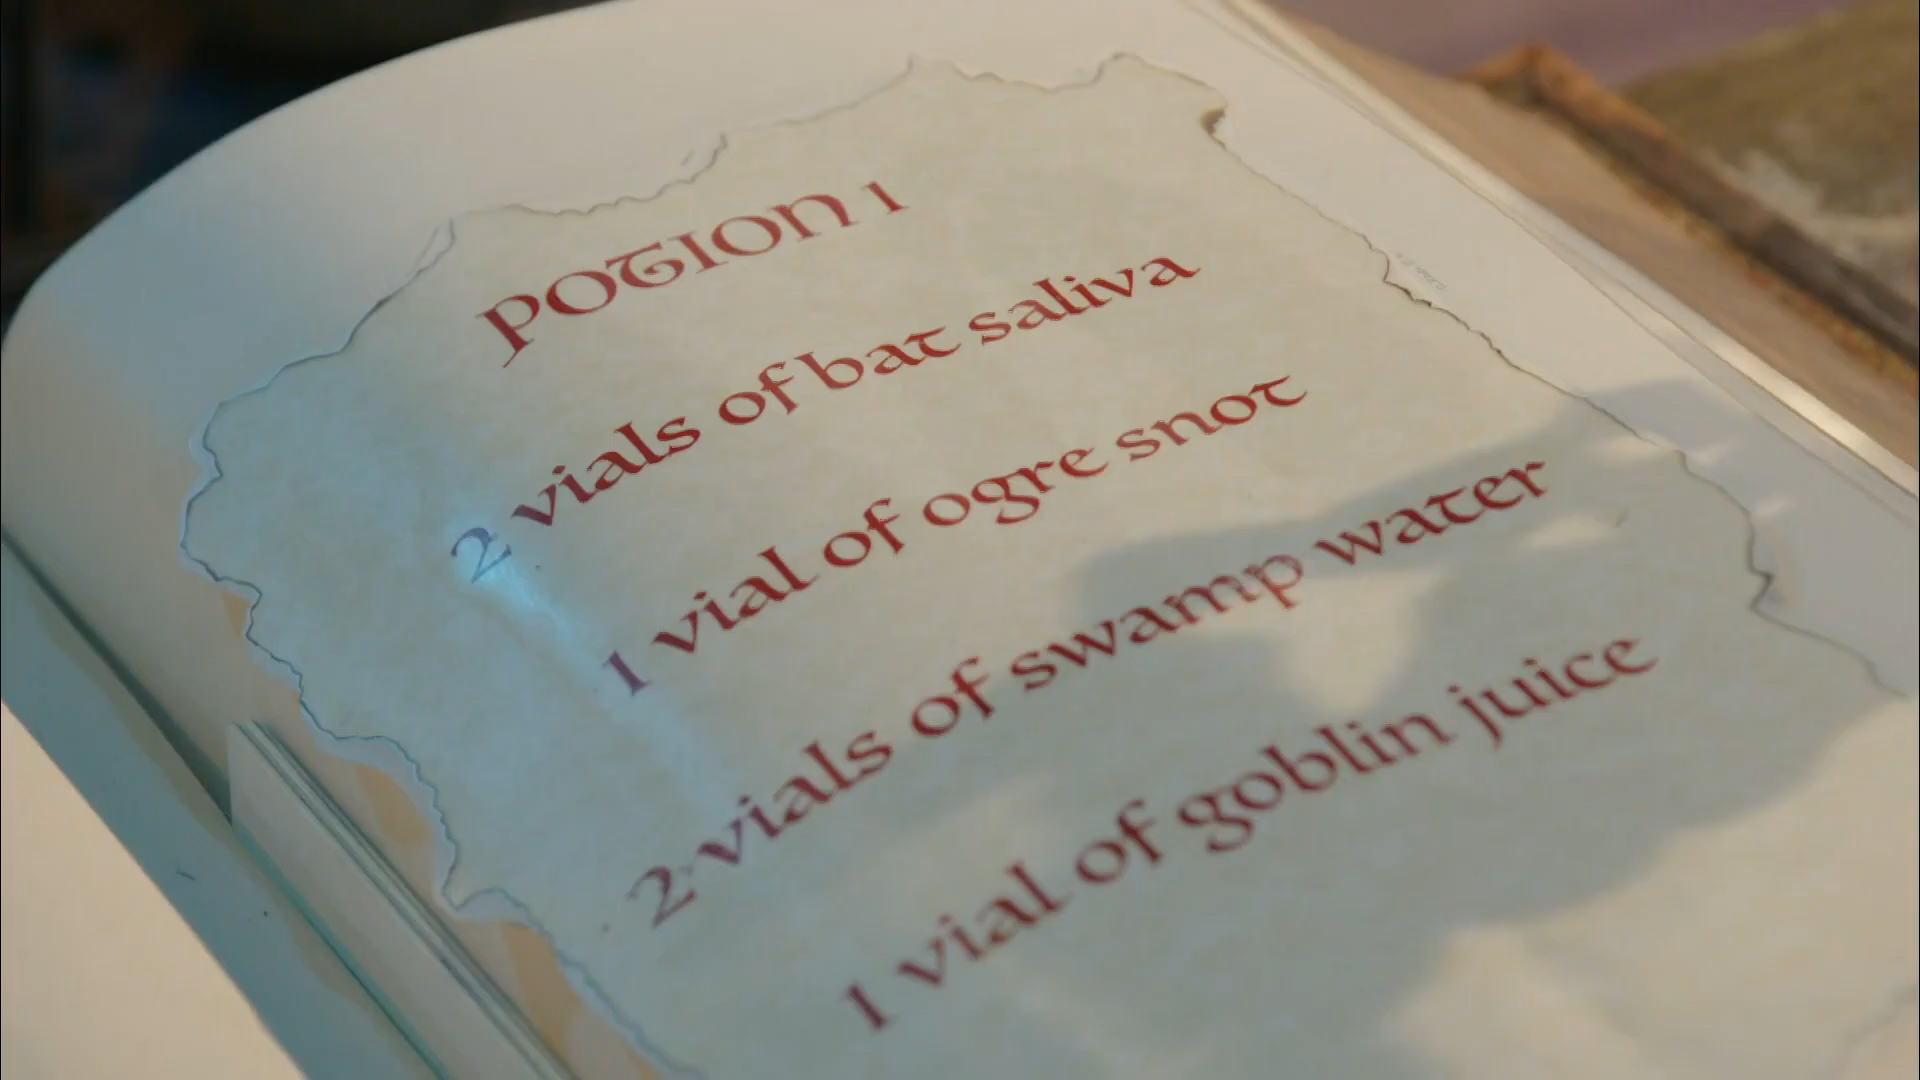 POTION 1
2 vials of bat saliva
1 vial of ogre snot
2 vials of swamp water
1 vial of goblin juice